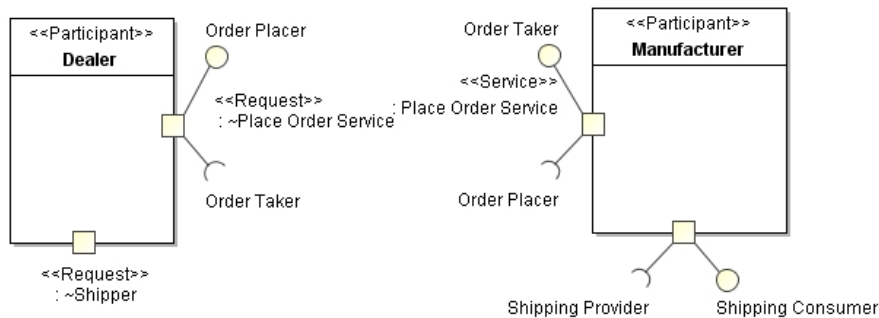 <<Participant>>
Dealer
Order Placer
<<Request>>
: ~Place Order Service
Order Taker
<<Request>>
: ~Shipper
<<Participant>>
Manufacturer
Order Taker
<<Service>>
: Place Order Service
Order Placer
Shipping Provider
Shipping Consumer